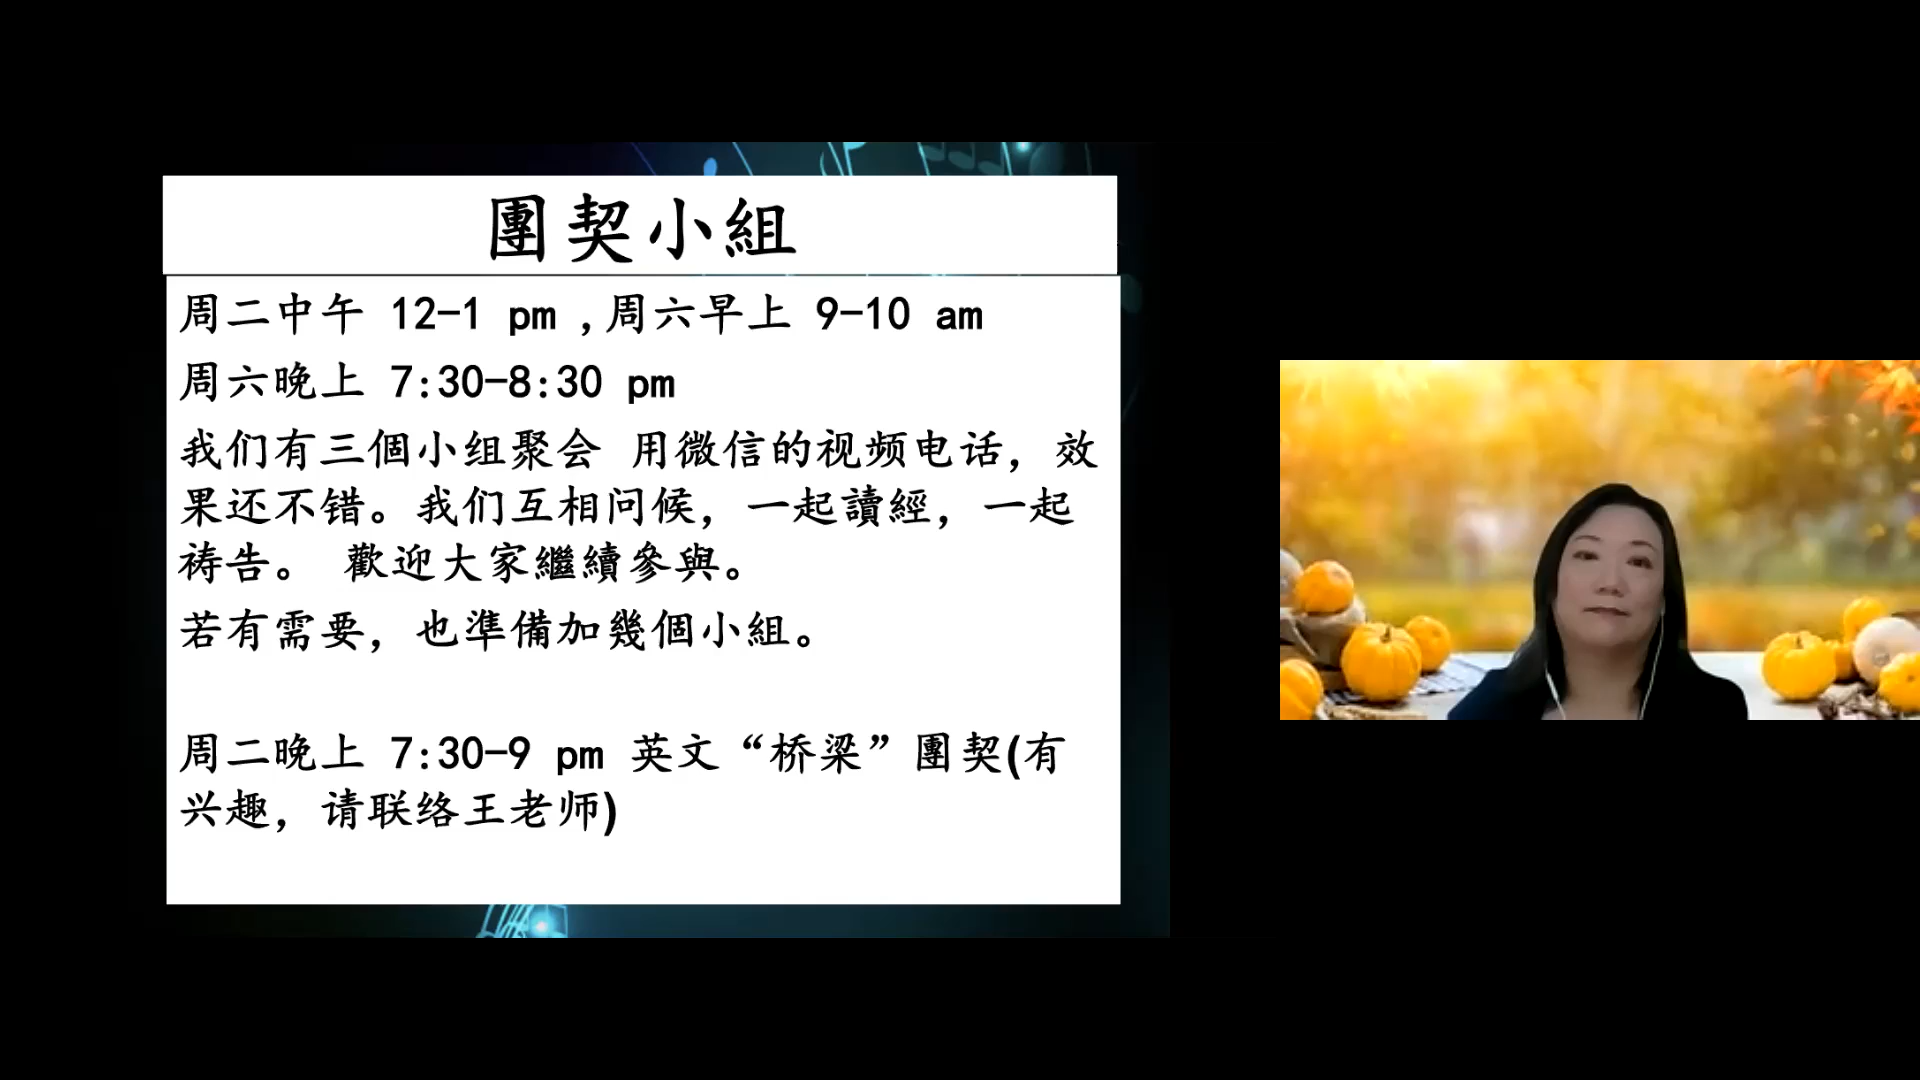 團契小組
周二中午 12-1 pm ,周六早上 9-10 am
周六晚上 7:30-8:30 pm
我们有三個小组聚会 用微信的视频电话，效
果还不错。我们互相问候，一起讀經，一起
祷告。 歡迎大家繼續參與。
若有需要，也準備加幾個小組。
周二晚上 7:30-9 pm 英文“桥梁”團契(有
兴趣，请联络王老师)